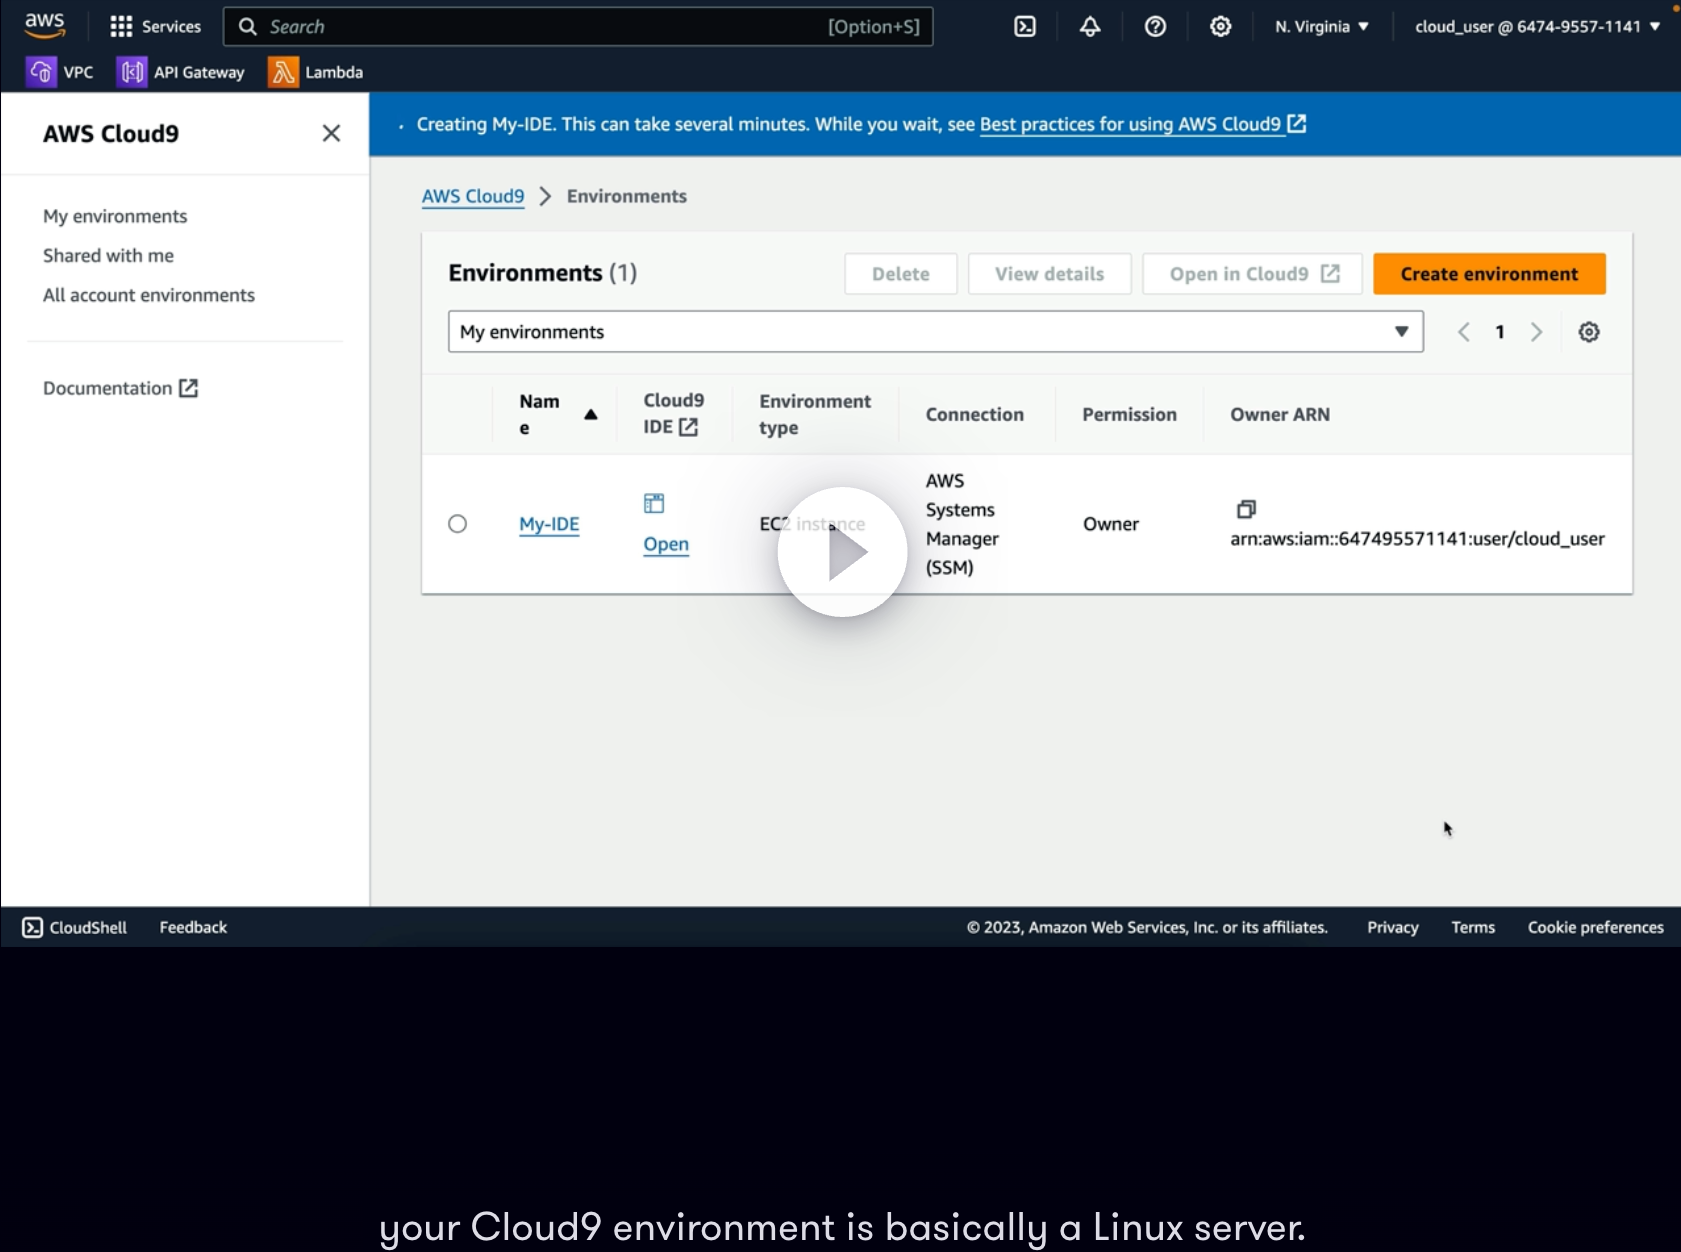 aws
Services
Search
[Option+S]
N. Virginia
cloud_user @ 6474-9557-1141
VPC
API Gateway
Lambda
AWS Cloud9
Creating My-IDE. This can take several minutes. While you wait, see Best practices for using AWS Cloud9
AWS Cloud9
Environments
My environments
Shared with me
All account environments
Documentation
Environments (1)
Delete
View details
Open in Cloud9
Create environment
My environments
1
Nam
e
Cloud9
IDE
Environment
type
Connection
Permission
Owner ARN
My-IDE
Open
EC2 instance
AWS
Systems
Manager
(SSM)
Owner
arn:aws:iam::647495571141:user/cloud_user
CloudShell
Feedback
© 2023, Amazon Web Services, Inc. or its affiliates.
Privacy
Terms
Cookie preferences
your Cloud9 environment is basically a Linux server.